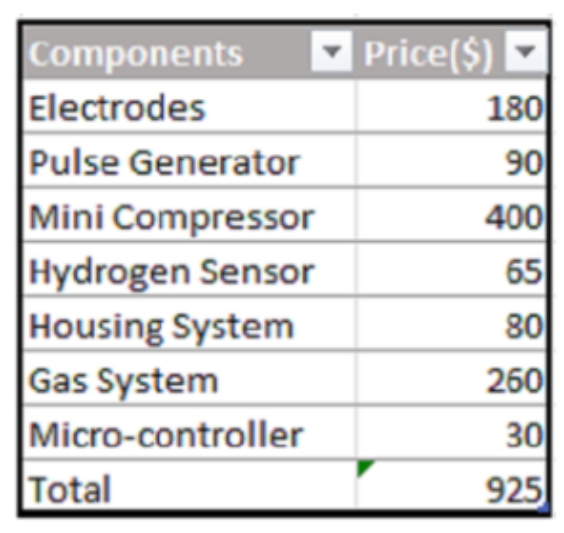 Components Price($)
Electrodes 180
Pulse Generator 90
Mini Compressor 400
Hydrogen Sensor 65
Housing System 80
Gas System 260
Micro-controller 30
Total 925